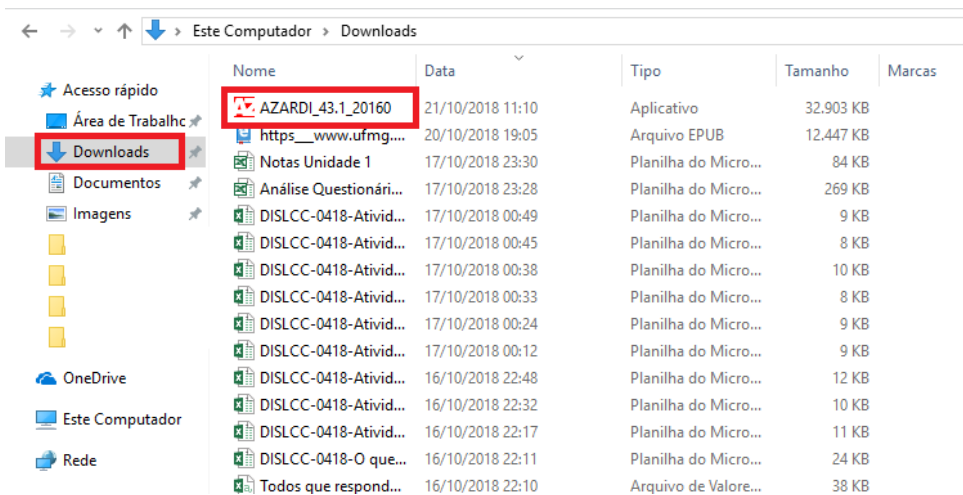 Este Computador > Downloads
Nome Data Tipo Tamanho Marcas
Acesso rápido
Área de Trabalhc
Downloads
Documentos
Imagens
OneDrive
Este Computador
Rede
AZARDI_43.1_20160 21/10/2018 11:10 Aplicativo 32.903 KB
https__www.ufmg.... 20/10/2018 19:05 Arquivo EPUB 12.447 KB
Notas Unidade 1 17/10/2018 23:30 Planilha do Micro... 84 KB
Análise Questionári... 17/10/2018 23:28 Planilha do Micro... 269 KB
DISLCC-0418-Ativid... 17/10/2018 00:49 Planilha do Micro... 9 KB
DISLCC-0418-Ativid... 17/10/2018 00:45 Planilha do Micro... 8 KB
DISLCC-0418-Ativid... 17/10/2018 00:38 Planilha do Micro... 10 KB
DISLCC-0418-Ativid... 17/10/2018 00:33 Planilha do Micro... 8 KB
DISLCC-0418-Ativid... 17/10/2018 00:24 Planilha do Micro... 9 KB
DISLCC-0418-Ativid... 17/10/2018 00:12 Planilha do Micro... 9 KB
DISLCC-0418-Ativid... 16/10/2018 22:48 Planilha do Micro... 12 KB
DISLCC-0418-Ativid... 16/10/2018 22:32 Planilha do Micro... 10 KB
DISLCC-0418-Ativid... 16/10/2018 22:17 Planilha do Micro... 11 KB
DISLCC-0418-O que... 16/10/2018 22:11 Planilha do Micro... 24 KB
Todos que respond... 16/10/2018 22:10 Arquivo de Valore... 38 KB